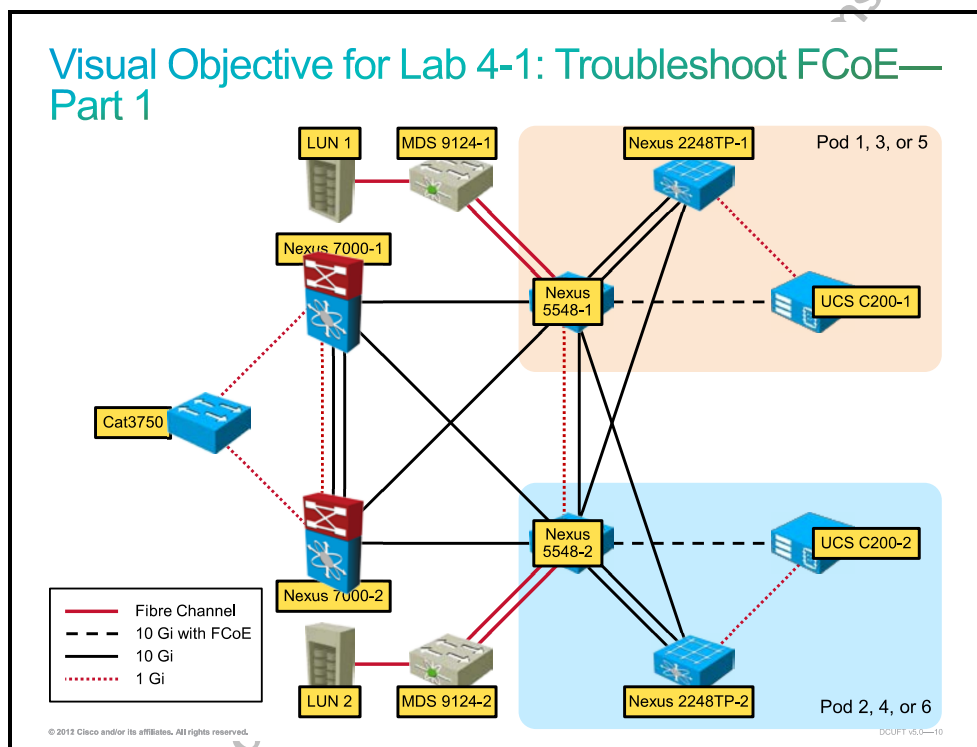 Visual Objective for Lab 4-1: Troubleshoot FCoE—
Part 1
LUN 1
MDS 9124-1
Nexus 2248TP-1
Pod 1, 3, or 5
Nexus 7000-1
Nexus
5548-1
UCS C200-1
Cat3750
Nexus
5548-2
UCS C200-2
Nexus 7000-2
Fibre Channel
10 Gi with FCoE
10 Gi
1 Gi
LUN 2
MDS 9124-2
Nexus 2248TP-2
Pod 2, 4, or 6
© 2012 Cisco and/or its affiliates. All rights reserved.
DCUFT v5.0—10